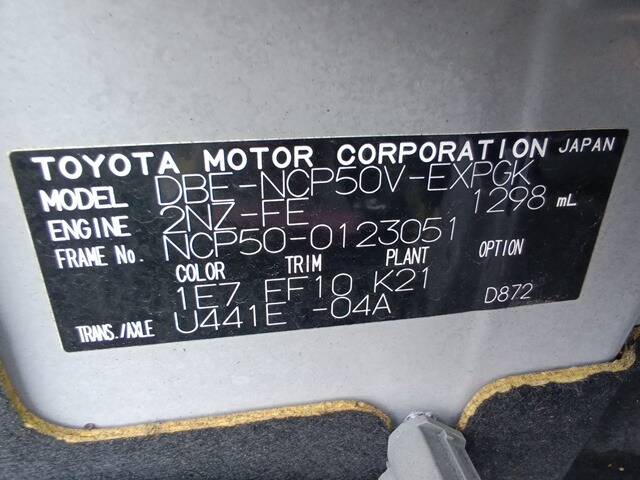 TOYOTA MOTOR CORPORATION JAPAN
MODEL DBE-NCP50V-EXPGK
ENGINE 2NZ-FE 1298 mL
FRAME No. NCP50-0123051
COLOR TRIM PLANT OPTION
1E7 FF10 K21 D872
TRANS./AXLE U441E -04A